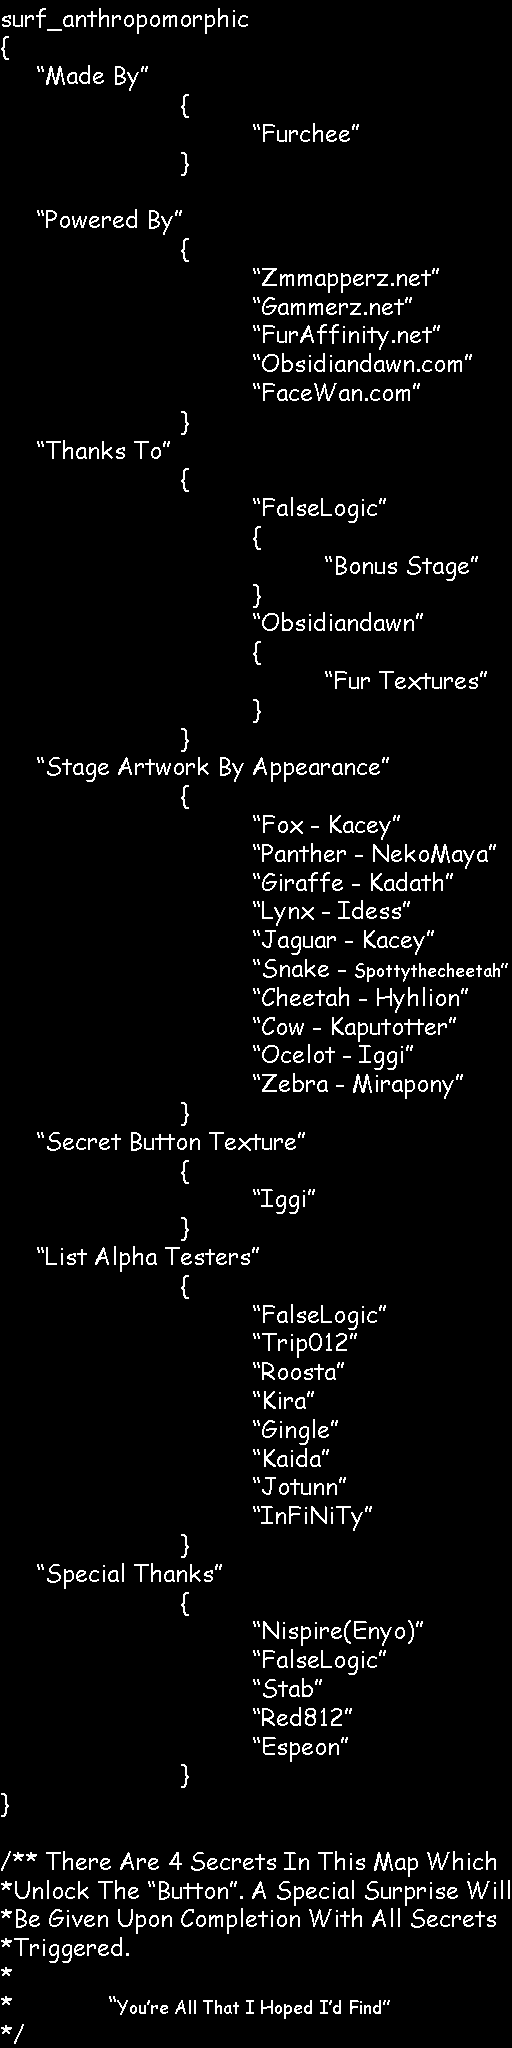 surf_anthropomorphic
{
“Made By”
{
“Furchee”
}
“Powered By”
{
“Zmmapperz.net”
“Gammerz.net”
“FurAffinity.net”
“Obsidiandawn.com”
“FaceWan.com”
}
“Thanks To”
{
“FalseLogic”
{
“Bonus Stage”
}
“Obsidiandawn”
{
“Fur Textures”
}
}
“Stage Artwork By Appearance”
{
“Fox - Kacey”
“Panther - NekoMaya”
“Giraffe - Kadath”
“Lynx - Idess”
“Jaguar - Kacey”
“Snake - Spottythecheetah”
“Cheetah - Hyhlion”
“Cow - Kaputotter”
“Ocelot - Iggi”
“Zebra - Mirapony”
}
“Secret Button Texture”
{
“Iggi”
}
“List Alpha Testers”
{
“FalseLogic”
“Trip012”
“Roosta”
“Kira”
“Gingle”
“Kaida”
“Jotunn”
“InFiNiTy”
}
“Special Thanks”
{
“Nispire(Enyo)”
“FalseLogic”
“Stab”
“Red812”
“Espeon”
}
}
/** There Are 4 Secrets In This Map Which
*Unlock The “Button”. A Special Surprise Will
*Be Given Upon Completion With All Secrets
*Triggered.
*
* “You’re All That I Hoped I’d Find”
*/